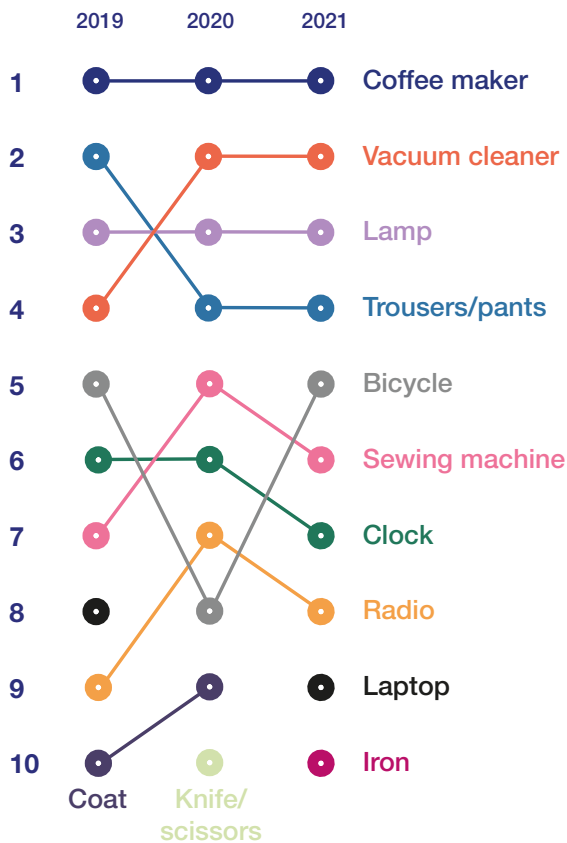 2019 2020 2021
1 Coffee maker
2 Vacuum cleaner
3 Lamp
4 Trousers/pants
5 Bicycle
6 Sewing machine
7 Clock
8 Radio
9 Laptop
10 Iron
Coat Knife/
scissors